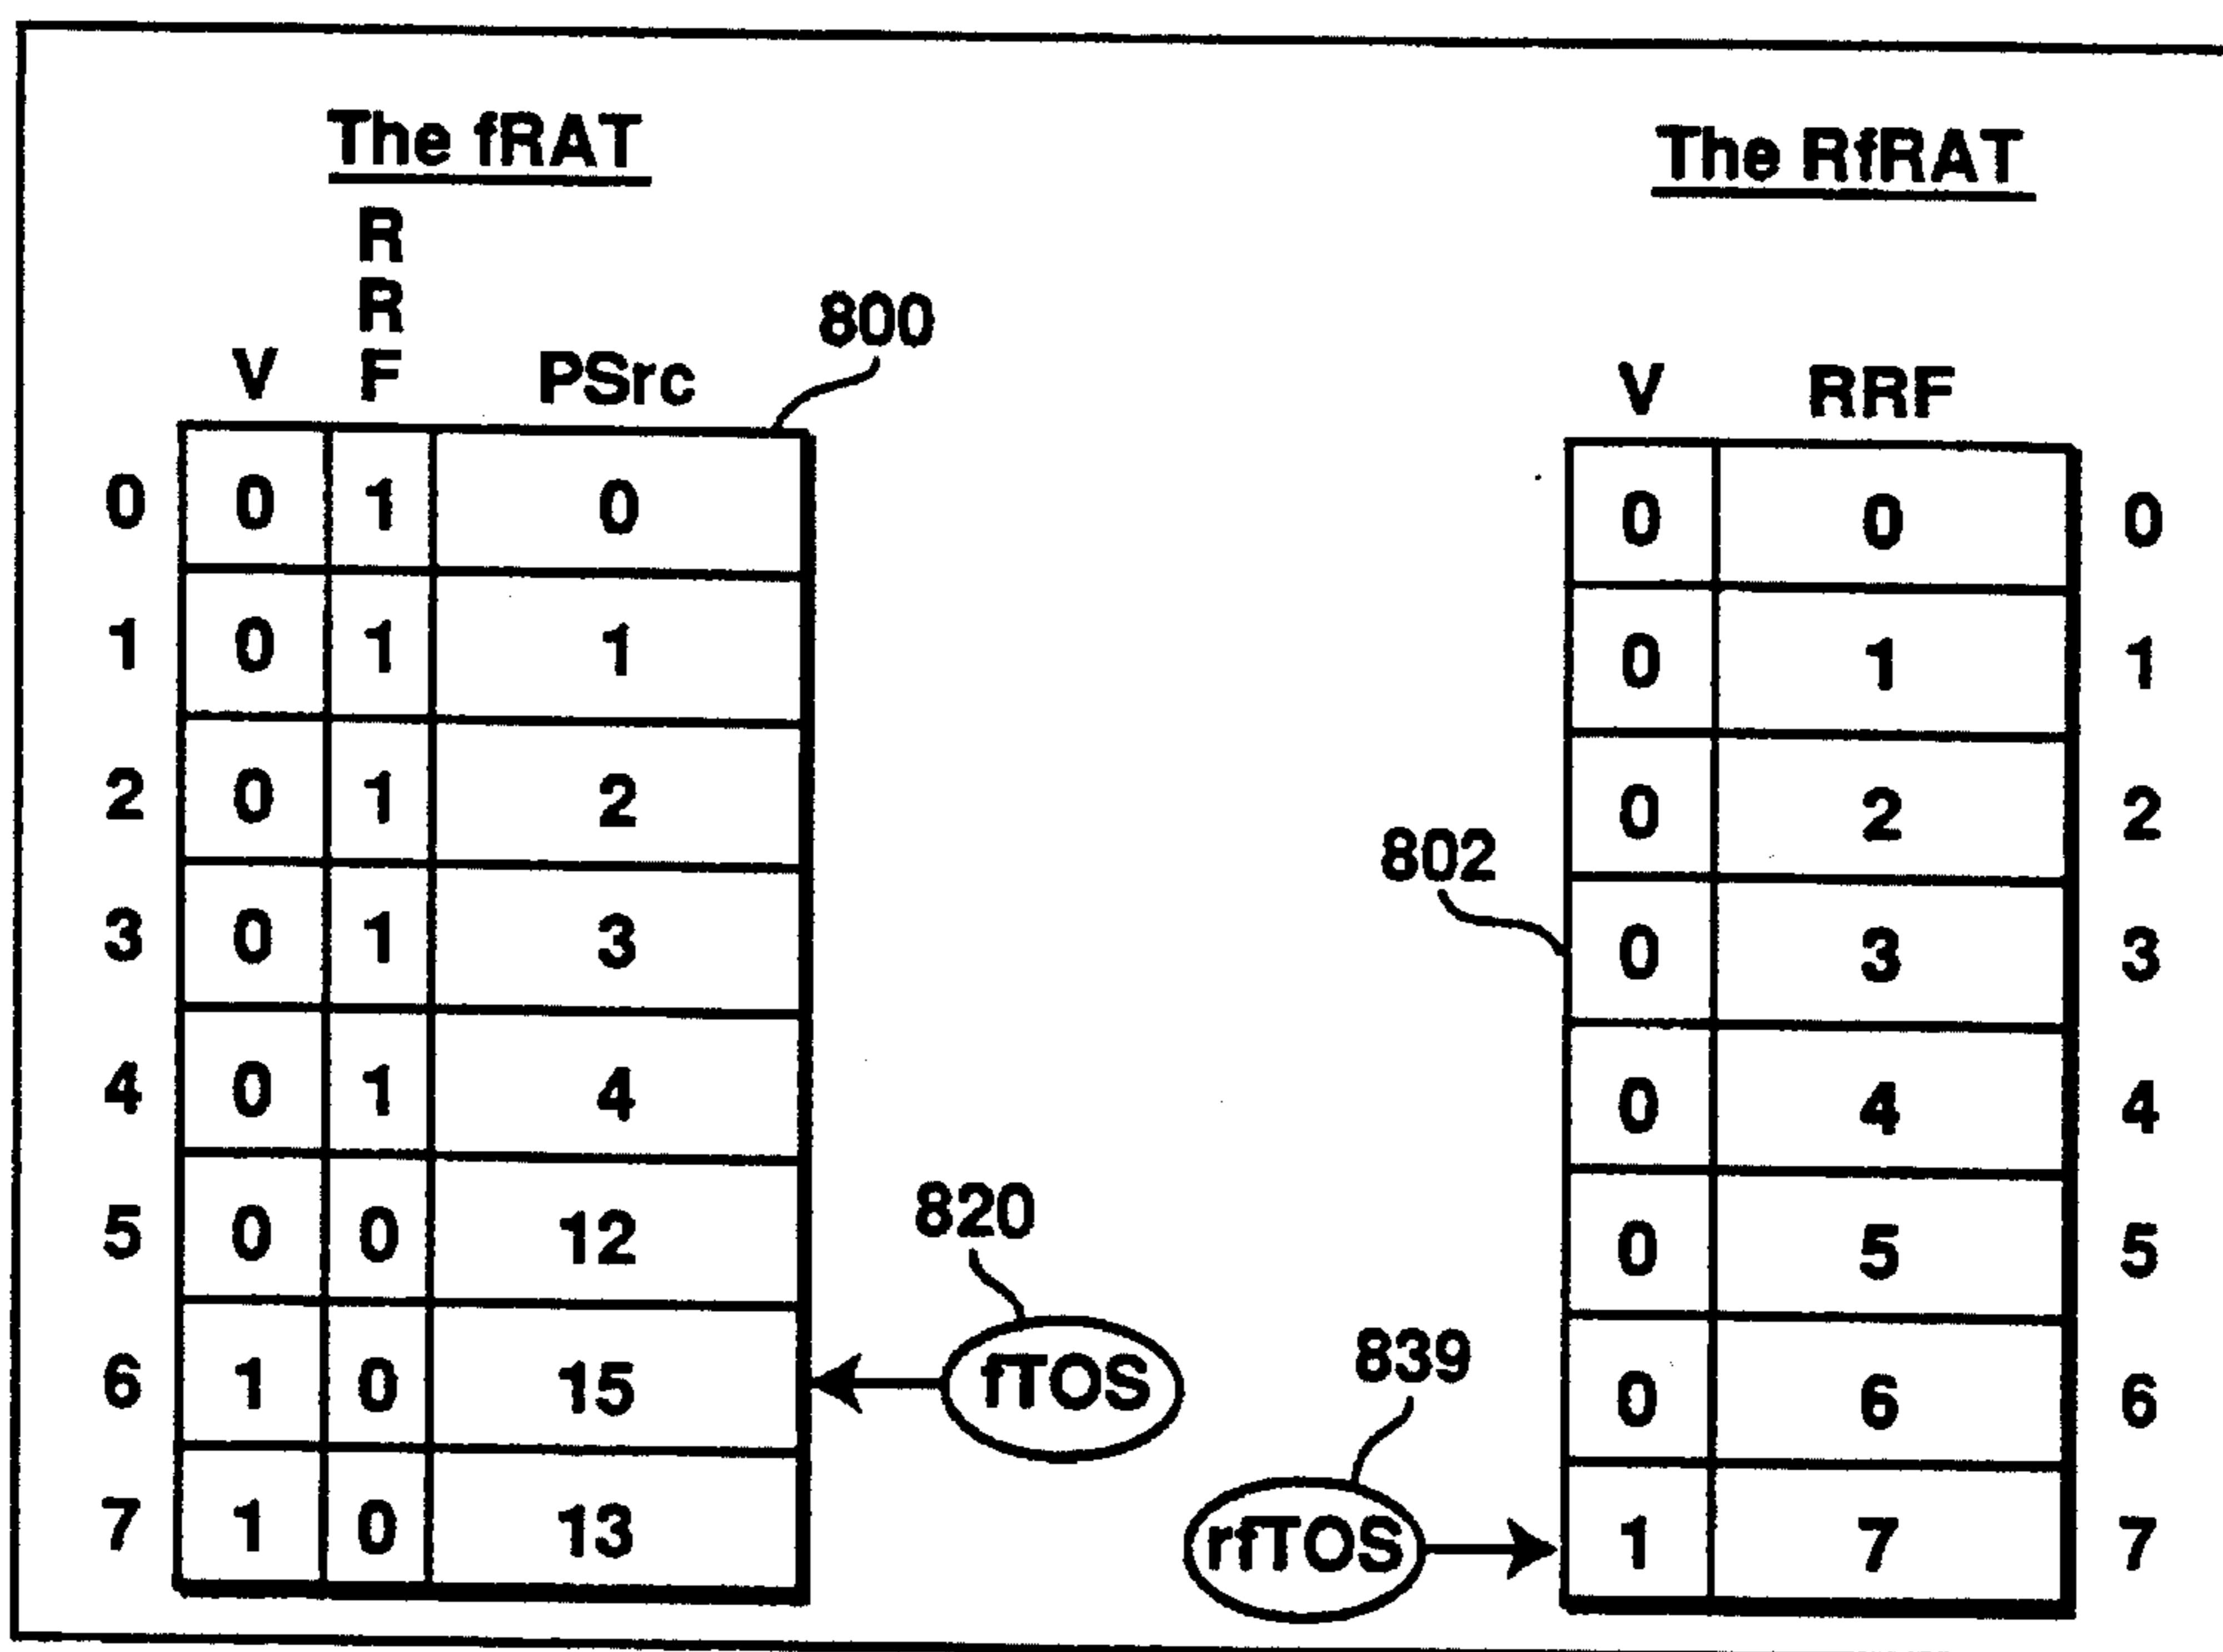 The fRAT
R
R
V F PSrc
800
0 0 1 0
1 0 1 1
2 0 1 2
3 0 1 3
4 0 1 4
5 0 0 12
6 1 0 15
7 1 0 13
820
fTOS
The RfRAT
V RRF
0 0 0
0 1 1
0 2 2
802
0 3 3
0 4 4
0 5 5
0 6 6
1 7 7
839
rfTOS